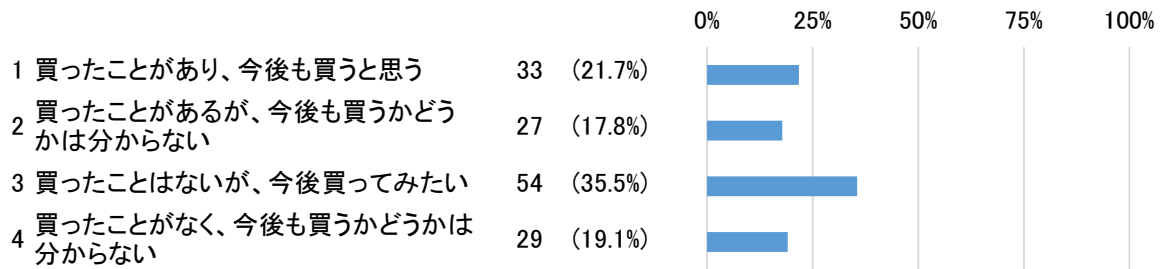 0% 25% 50% 75% 100%
1 買ったことがあり、今後も買うと思う 33 (21.7%)
2 買ったことがあるが、今後も買うかどう
かは分からない 27 (17.8%)
3 買ったことはないが、今後買ってみたい 54 (35.5%)
4 買ったことがなく、今後も買うかどうかは
分からない 29 (19.1%)